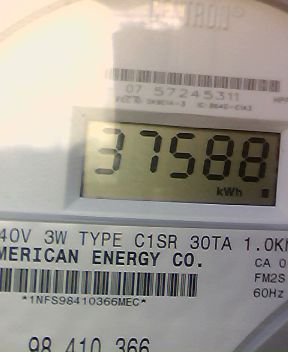 07 57245311
37588
kWh
40V 3W TYPE C1SR 30TA 1.0K
MERICAN ENERGY CO.
CA 0
FM2S
60Hz
*1NFS98410366MEC*
98 410 366